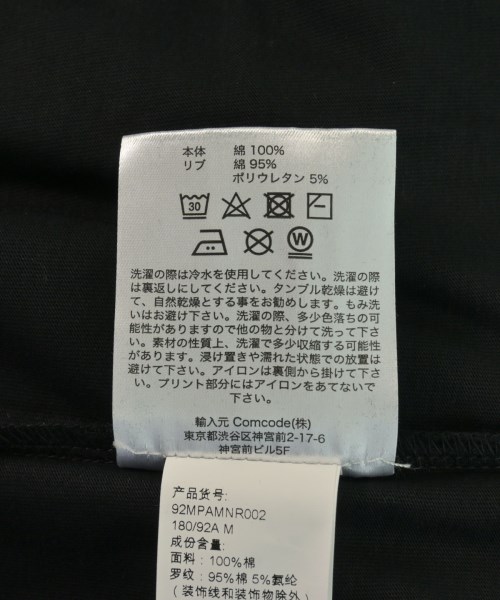 本体 綿 100%
リブ 綿 95%
ポリウレタン 5%
30
W
洗濯の際は冷水を使用してください。洗濯の際
は裏返しにしてください。タンブル乾燥は避け
て、自然乾燥とする事をお勧めします。もみ洗
いはお避け下さい。洗濯の際、多少色落ちの可
能性がありますので他の物と分けて洗って下さ
い。素材の性質上、洗濯で多少収縮する可能性
があります。浸け置きや濡れた状態での放置は
避けて下さい。アイロンは裏側から掛けて下さ
い。プリント部分にはアイロンをあてないで
下さい。
輸入元 Comcode(株)
東京都渋谷区神宮前2-17-6
神宮前ビル5F
产品货号:
92MPAMNR002
180/92A M
成份含量:
面料: 100%棉
罗纹: 95%棉 5%氨纶
(装饰线和装饰物除外)